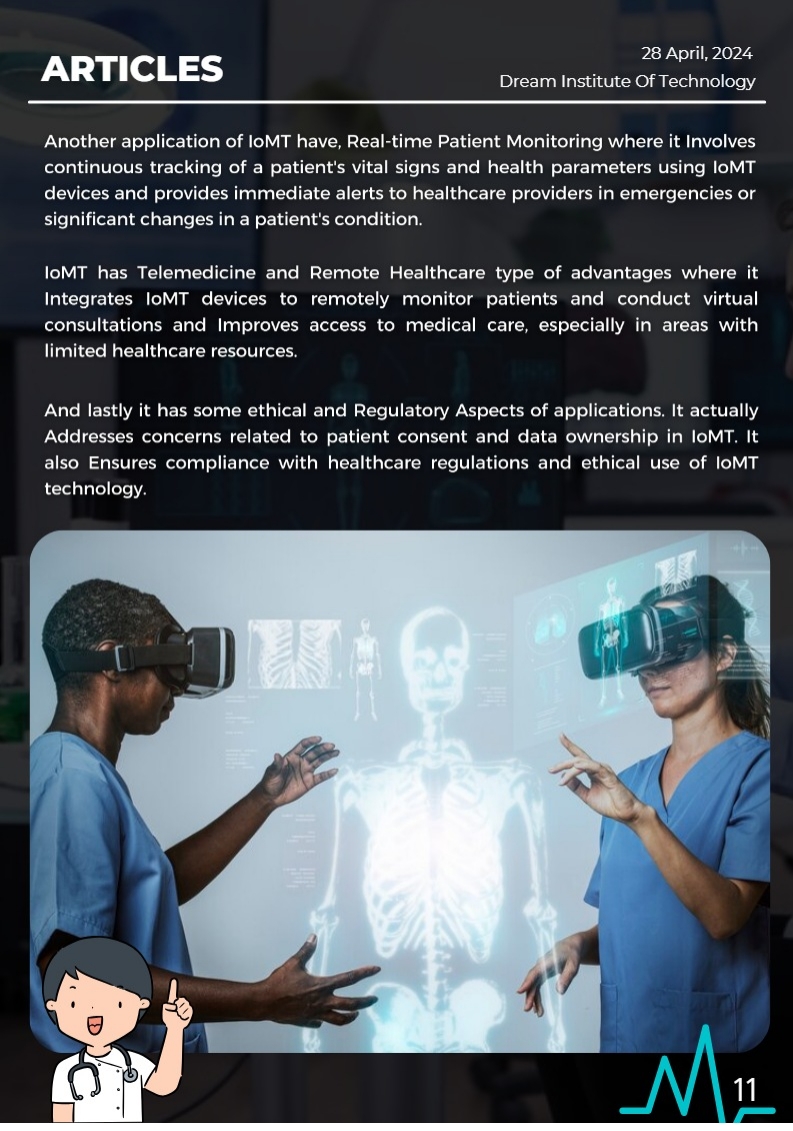 ARTICLES
28 April, 2024
Dream Institute Of Technology
Another application of IoMT have, Real-time Patient Monitoring where it Involves
continuous tracking of a patient's vital signs and health parameters using IoMT
devices and provides immediate alerts to healthcare providers in emergencies or
significant changes in a patient's condition.
IoMT has Telemedicine and Remote Healthcare type of advantages where it
Integrates IoMT devices to remotely monitor patients and conduct virtual
consultations and Improves access to medical care, especially in areas with
limited healthcare resources.
And lastly it has some ethical and Regulatory Aspects of applications. It actually
Addresses concerns related to patient consent and data ownership in IoMT. It
also Ensures compliance with healthcare regulations and ethical use of IoMT
technology.
11